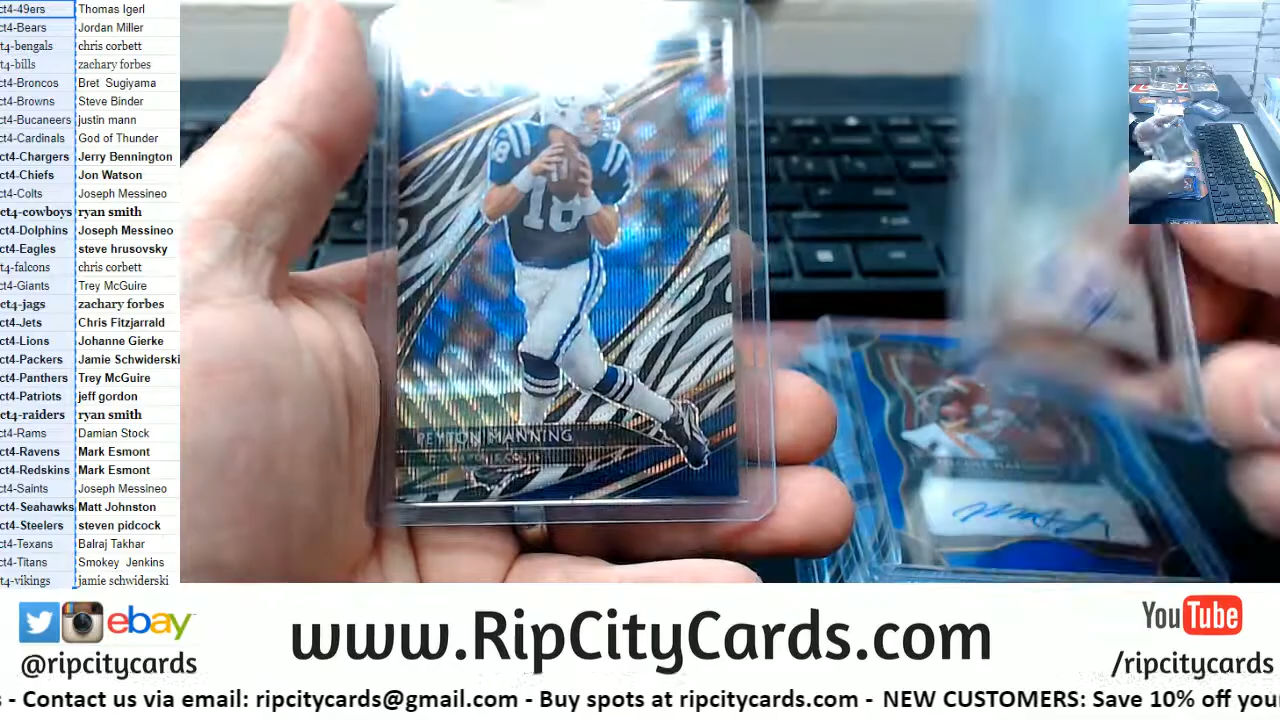 ct4-49ers Thomas Igerl
ct4-Bears Jordan Miller
t4-bengals chris corbett
t4-bills zachary forbes
ct4-Broncos Bret Sugiyama
ct4-Browns Steve Binder
ct4-Bucaneers justin mann
ct4-Cardinals God of Thunder
ct4-Chargers Jerry Bennington
ct4-Chiefs Jon Watson
ct4-Colts Joseph Messineo
ct4-cowboys ryan smith
ct4-Dolphins Joseph Messineo
ct4-Eagles steve hrusovsky
ct4-falcons chris corbett
ct4-Giants Trey McGuire
ct4-jags zachary forbes
ct4-Jets Chris Fitzjarrald
ct4-Lions Johanne Gierke
ct4-Packers Jamie Schwiderski
ct4-Panthers Trey McGuire
ct4-Patriots jeff gordon
ct4-raiders ryan smith
ct4-Rams Damian Stock
ct4-Ravens Mark Esmont
ct4-Redskins Mark Esmont
ct4-Saints Joseph Messineo
ct4-Seahawks Matt Johnston
ct4-Steelers steven pidcock
ct4-Texans Balraj Takhar
ct4-Titans Smokey Jenkins
t4-vikings jamie schwiderski
18
PEYTON MANNING
ebay
@ripcitycards
www.RipCityCards.com
YouTube
/ripcitycards
s - Contact us via email: ripcitycards@gmail.com - Buy spots at ripcitycards.com - NEW CUSTOMERS: Save 10% off your